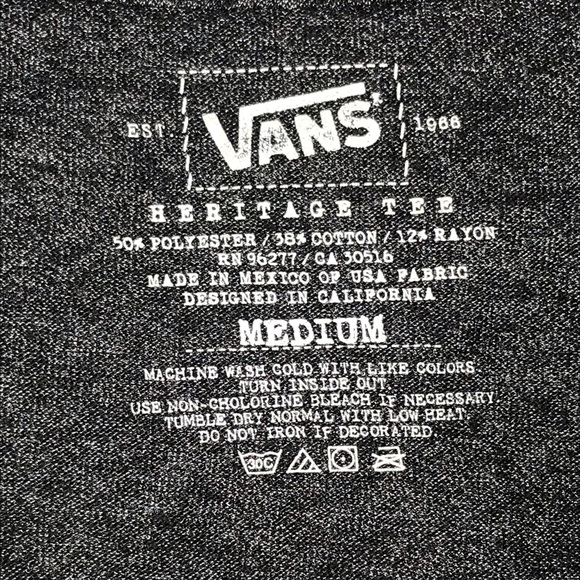 VANS
EST. 1966
HERITAGE TEE
50% POLYESTER / 38% COTTON / 12% RAYON
RN 96277 / CA 30516
MADE IN MEXICO OF USA FABRIC
DESIGNED IN CALIFORNIA
MEDIUM
MACHINE WASH COLD WITH LIKE COLORS.
TURN INSIDE OUT.
USE NON-CHOLORINE BLEACH IF NECESSARY.
TUMBLE DRY NORMAL WITH LOW HEAT.
DO NOT IRON IF DECORATED.
30C